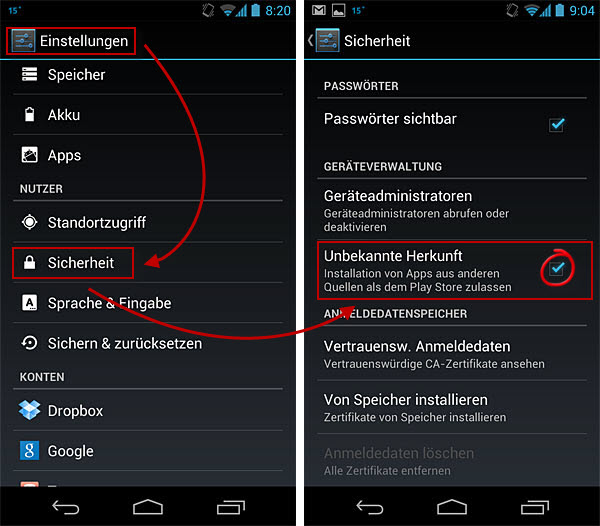 15°
8:20
Einstellungen
Speicher
Akku
Apps
NUTZER
Standortzugriff
Sicherheit
Sprache & Eingabe
Sichern & zurücksetzen
KONTEN
Dropbox
Google
15°
9:04
Sicherheit
PASSWÖRTER
Passwörter sichtbar
GERÄTEVERWALTUNG
Geräteadministratoren
Geräteadministratoren abrufen oder
deaktivieren
Unbekannte Herkunft
Installation von Apps aus anderen
Quellen als dem Play Store zulassen
ANMELDEDATENSPEICHER
Vertrauensw. Anmeldedaten
Vertrauenswürdige CA-Zertifikate ansehen
Von Speicher installieren
Zertifikate von Speicher installieren
Anmeldedaten löschen
Alle Zertifikate entfernen